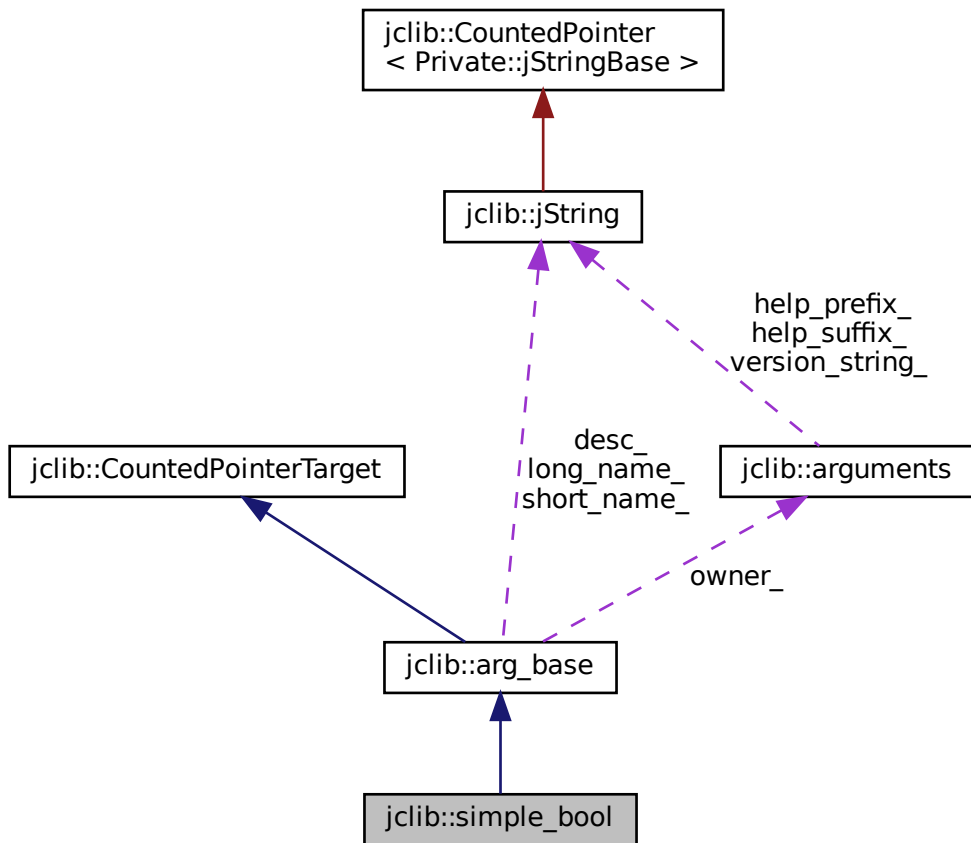 jclib::CountedPointer
< Private::jStringBase >
jclib::jString
help_prefix_
help_suffix_
version_string_
desc_
long_name_
short_name_
jclib::CountedPointerTarget
jclib::arguments
owner_
jclib::arg_base
jclib::simple_bool